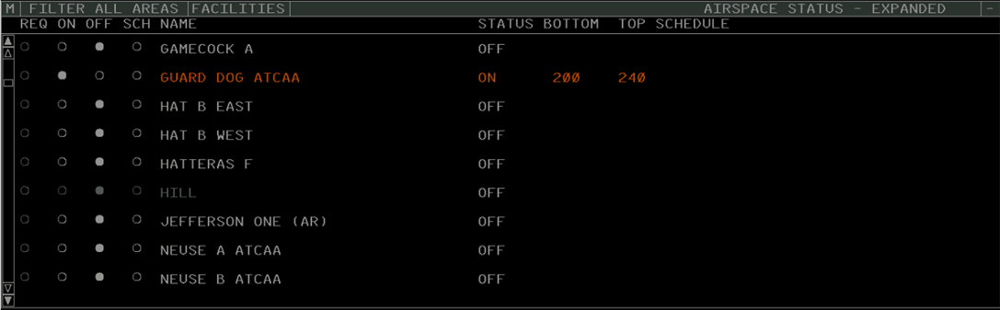 M FILTER ALL AREAS FACILITIES AIRSPACE STATUS - EXPANDED -
REQ ON OFF SCH NAME STATUS BOTTOM TOP SCHEDULE
GAMECOCK A OFF
GUARD DOG ATCAA ON 200 240
HAT B EAST OFF
HAT B WEST OFF
HATTERAS F OFF
HILL OFF
JEFFERSON ONE (AR) OFF
NEUSE A ATCAA OFF
NEUSE B ATCAA OFF